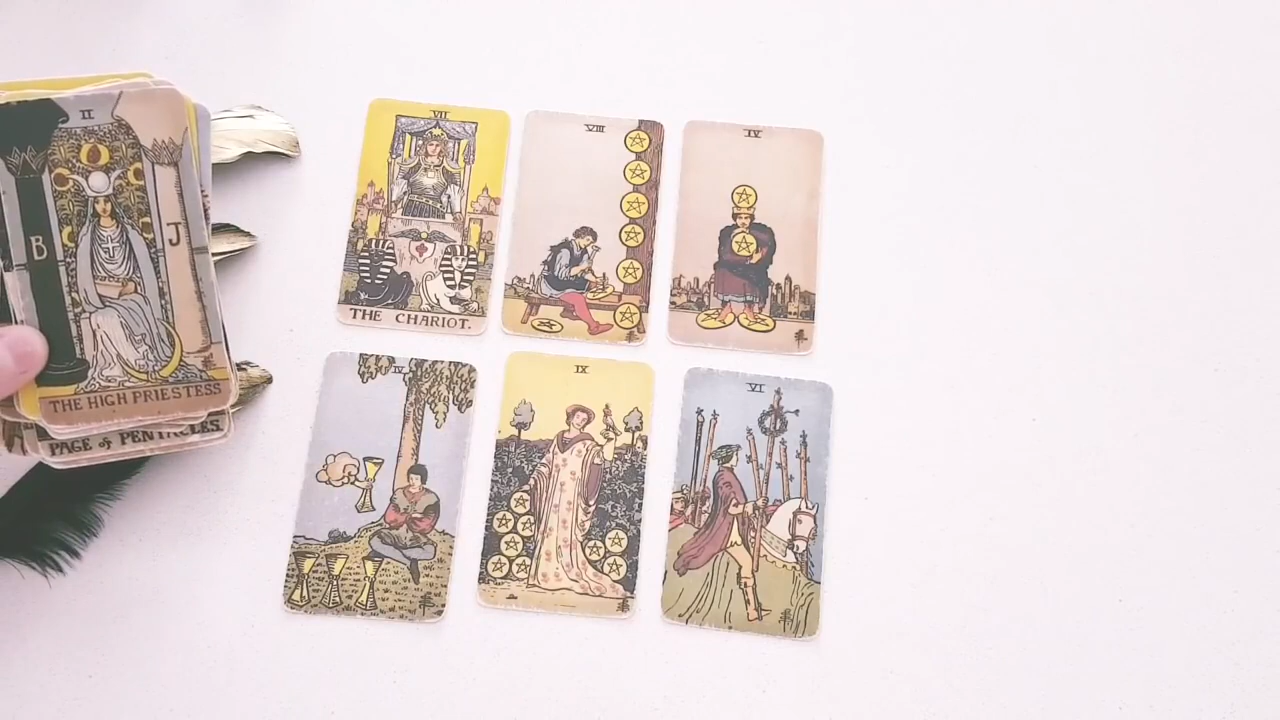 II
B
J
THE HIGH PRIESTESS
PAGE of PENTACLES.
VII
THE CHARIOT.
VIII
IV
IV
IX
VI